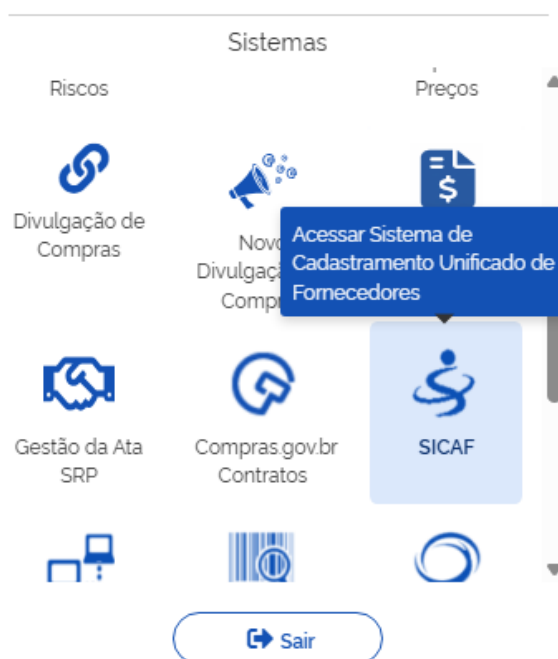 Sistemas
Riscos
Preços
Divulgação de
Compras
Acessar Sistema de
Cadastramento Unificado de
Fornecedores
Gestão da Ata
SRP
Compras.gov.br
Contratos
SICAF
Sair